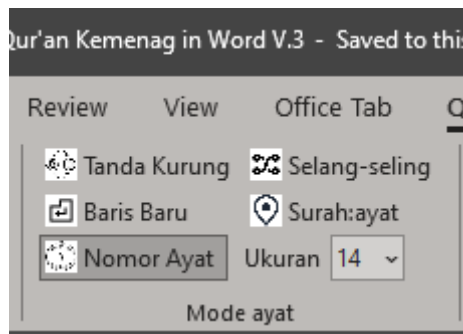 Qur'an Kemenag in Word V.3 - Saved to this
Review View Office Tab Q
Tanda Kurung Selang-seling
Baris Baru Surah:ayat
Nomor Ayat Ukuran 14
Mode ayat